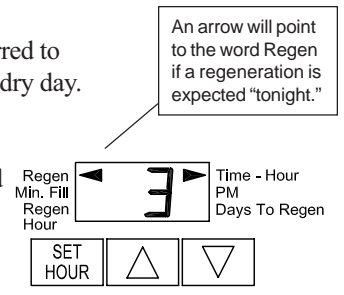 An arrow will point
to the word Regen
if a regeneration is
expected “tonight.”
rred to
dry day.
Regen
Min. Fill
Regen
Hour
3
Time - Hour
PM
Days To Regen
SET
HOUR